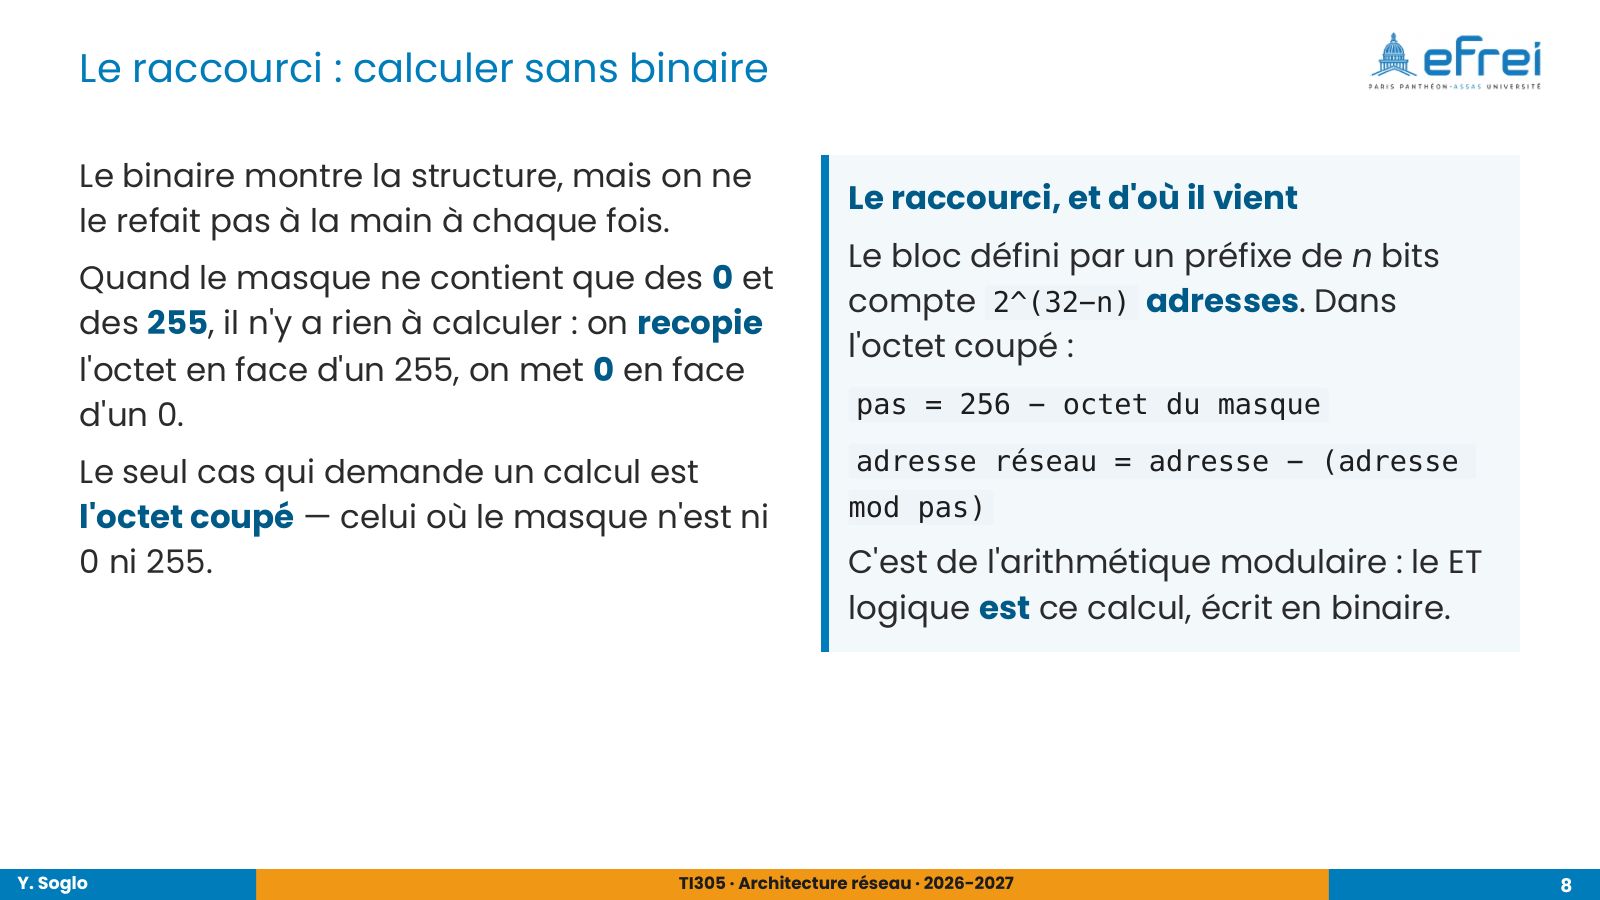 Le raccourci : calculer sans binaire
efrei
PARIS PANTHÉON-ASSAS UNIVERSITÉ
Le binaire montre la structure, mais on ne
le refait pas à la main à chaque fois.
Quand le masque ne contient que des 0 et
des 255, il n'y a rien à calculer : on recopie
l'octet en face d'un 255, on met 0 en face
d'un 0.
Le seul cas qui demande un calcul est
l'octet coupé — celui où le masque n'est ni
0 ni 255.
Le raccourci, et d'où il vient
Le bloc défini par un préfixe de n bits
compte 2^(32−n) adresses. Dans
l'octet coupé :
pas = 256 − octet du masque
adresse réseau = adresse − (adresse
mod pas)
C'est de l'arithmétique modulaire : le ET
logique est ce calcul, écrit en binaire.
Y. Soglo
TI305 · Architecture réseau · 2026-2027
8